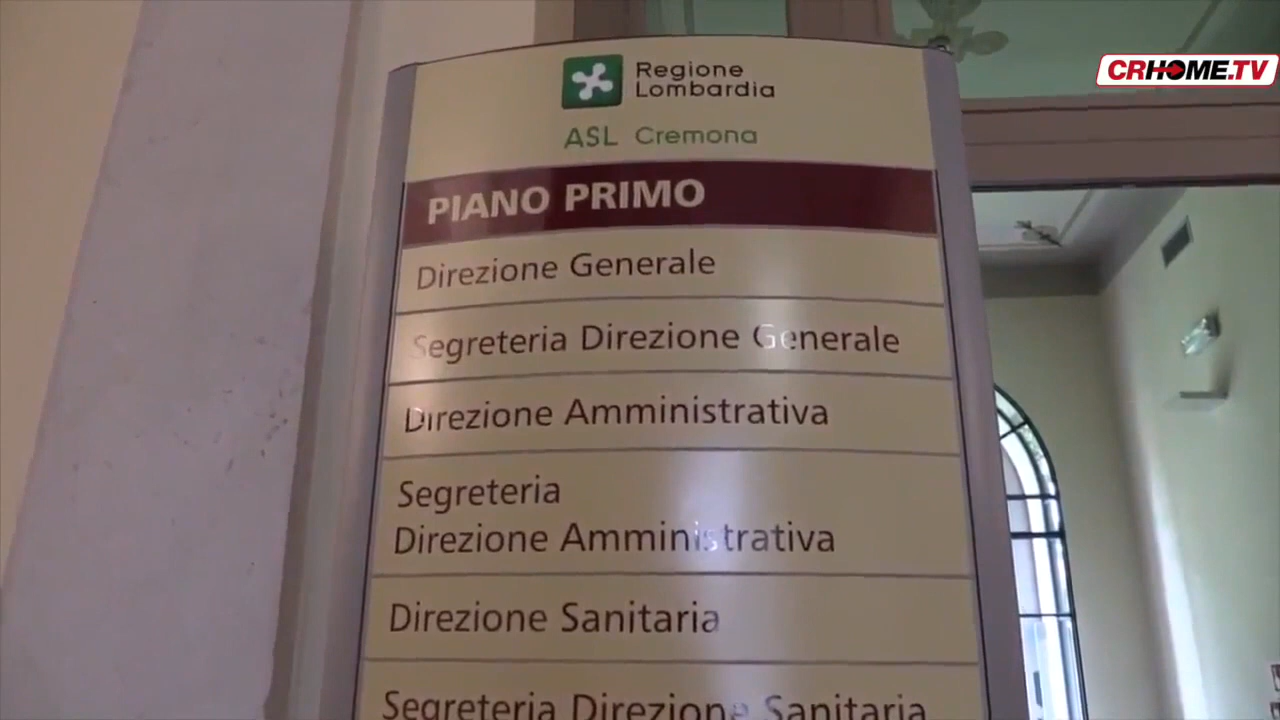 CRHOME.TV
Regione
Lombardia
ASL Cremona
PIANO PRIMO
Direzione Generale
Segreteria Direzione Generale
Direzione Amministrativa
Segreteria
Direzione Amministrativa
Direzione Sanitaria
Segreteria Direzione Sanitaria